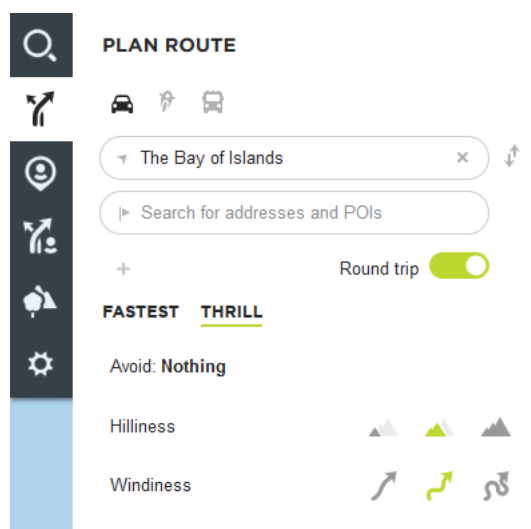 PLAN ROUTE
The Bay of Islands
Search for addresses and POIs
Round trip
FASTEST THRILL
Avoid: Nothing
Hilliness
Windiness